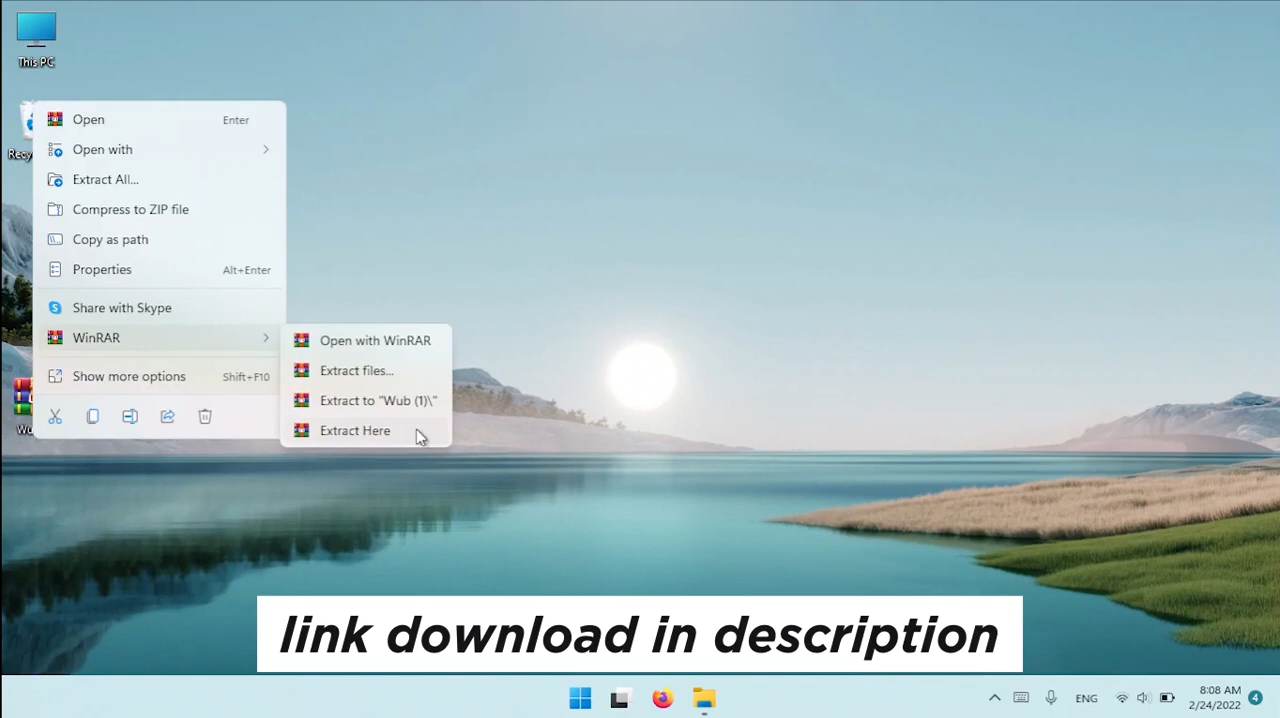 This PC
Recy
Open Enter
Open with
Extract All...
Compress to ZIP file
Copy as path
Properties Alt+Enter
Share with Skype
WinRAR
Show more options Shift+F10
Open with WinRAR
Extract files...
Extract to "Wub (1)\"
Extract Here
Wu
link download in description
ENG
8:08 AM
2/24/2022
4